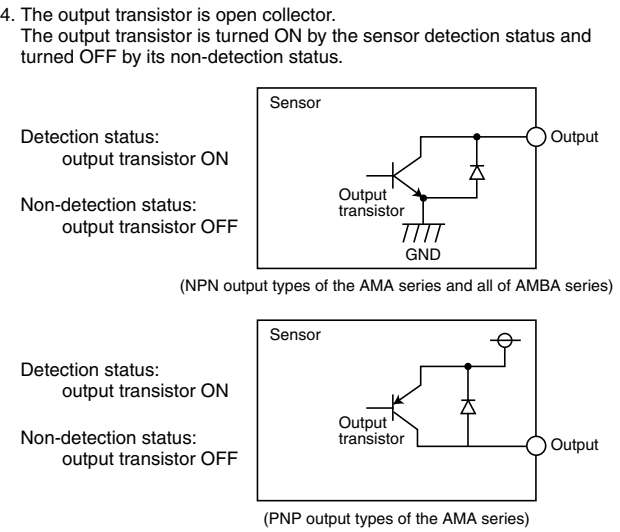 4. The output transistor is open collector.
The output transistor is turned ON by the sensor detection status and
turned OFF by its non-detection status.
Sensor
Detection status:
output transistor ON
Output
Non-detection status:
output transistor OFF
Output
transistor
GND
(NPN output types of the AMA series and all of AMBA series)
Sensor
Detection status:
output transistor ON
Non-detection status:
output transistor OFF
Output
transistor
Output
(PNP output types of the AMA series)